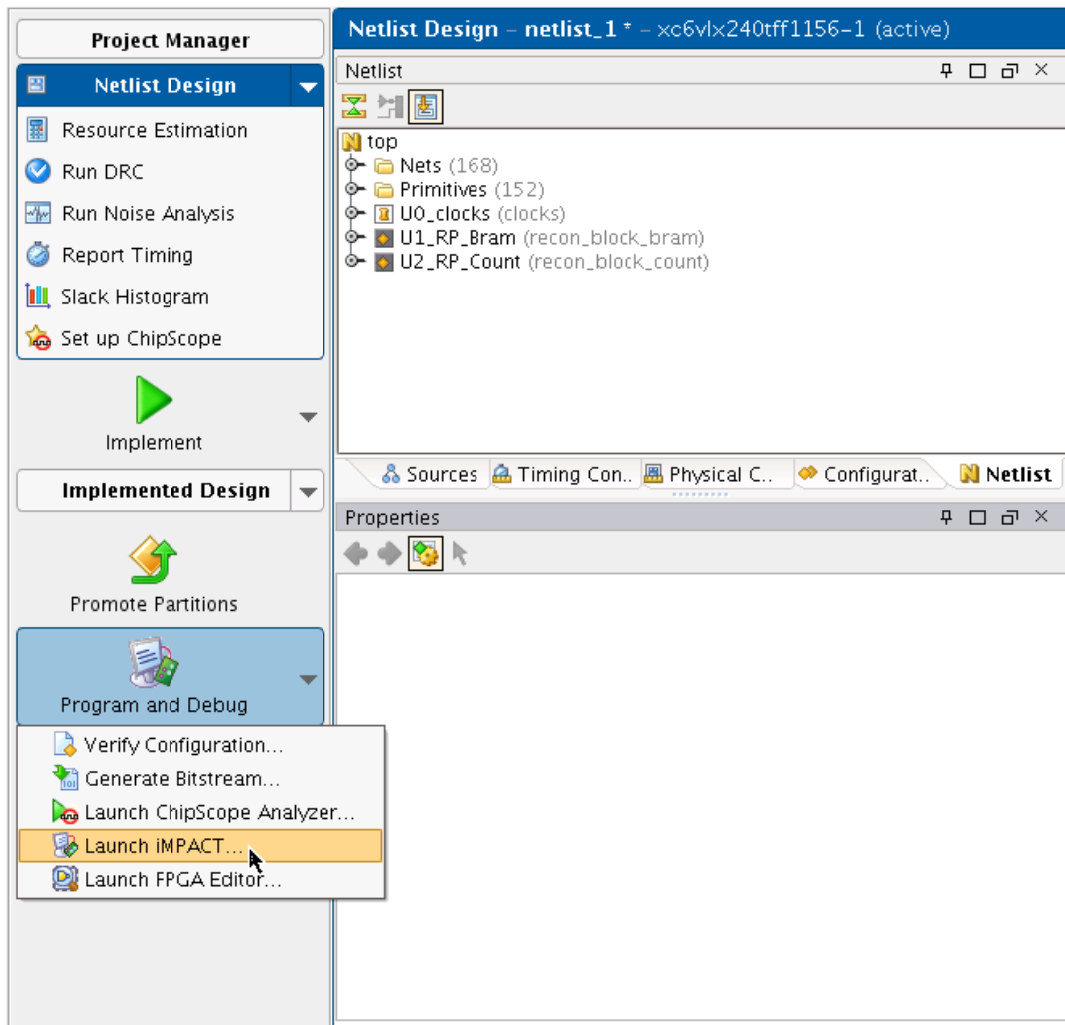 Project Manager
Netlist Design
Resource Estimation
Run DRC
Run Noise Analysis
Report Timing
Slack Histogram
Set up ChipScope
Implement
Implemented Design
Promote Partitions
Program and Debug
Verify Configuration...
Generate Bitstream...
Launch ChipScope Analyzer...
Launch iMPACT...
Launch FPGA Editor...
Netlist Design - netlist_1 * - xc6vlx240tff1156-1 (active)
Netlist
top
Nets (168)
Primitives (152)
U0_clocks (clocks)
U1_RP_Bram (recon_block_bram)
U2_RP_Count (recon_block_count)
Sources Timing Con.. Physical C.. Configurat.. Netlist
Properties